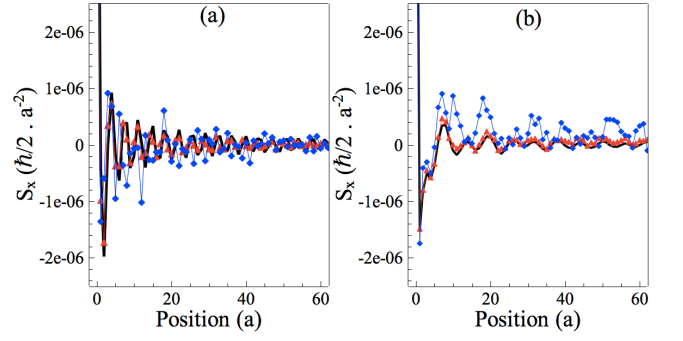 (a)
(b)
2e-06
1e-06
0
-1e-06
-2e-06
Sₓ (ℏ/2 . a⁻²)
0
20
40
60
Position (a)
2e-06
1e-06
0
-1e-06
-2e-06
Sₓ (ℏ/2 . a⁻²)
0
20
40
60
Position (a)